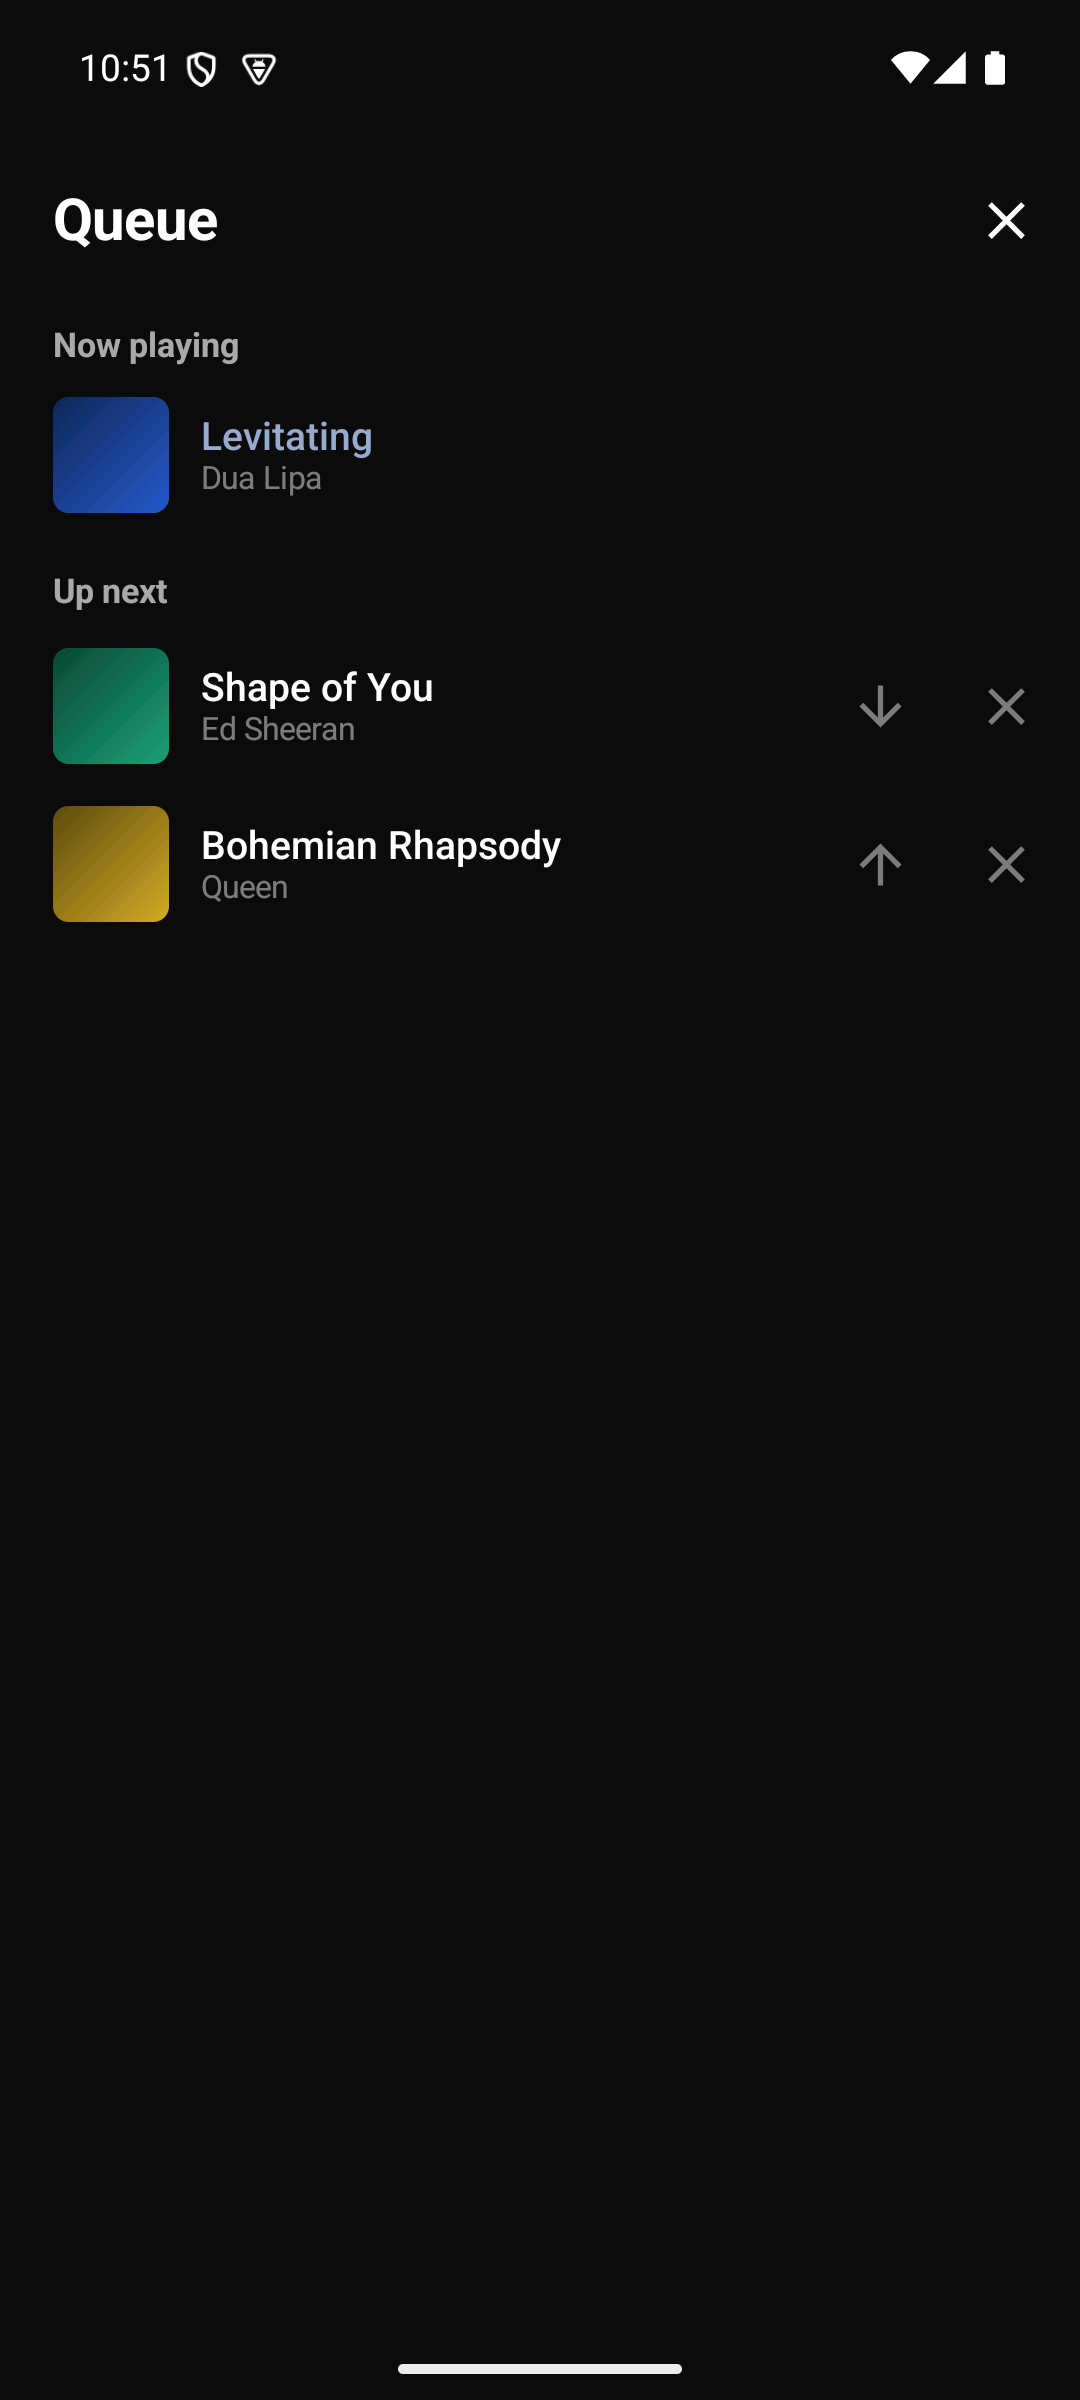 10:51
Queue
Now playing
Levitating
Dua Lipa
Up next
Shape of You
Ed Sheeran
Bohemian Rhapsody
Queen